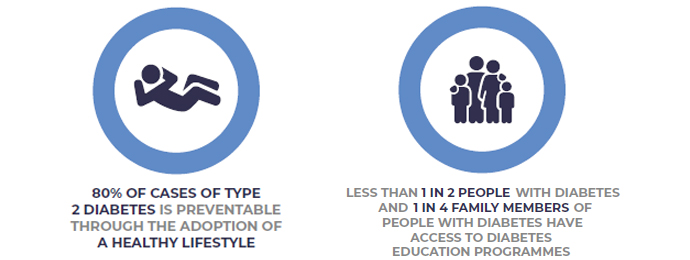 80% OF CASES OF TYPE
2 DIABETES IS PREVENTABLE
THROUGH THE ADOPTION OF
A HEALTHY LIFESTYLE
LESS THAN 1 IN 2 PEOPLE WITH DIABETES
AND 1 IN 4 FAMILY MEMBERS OF
PEOPLE WITH DIABETES HAVE
ACCESS TO DIABETES
EDUCATION PROGRAMMES